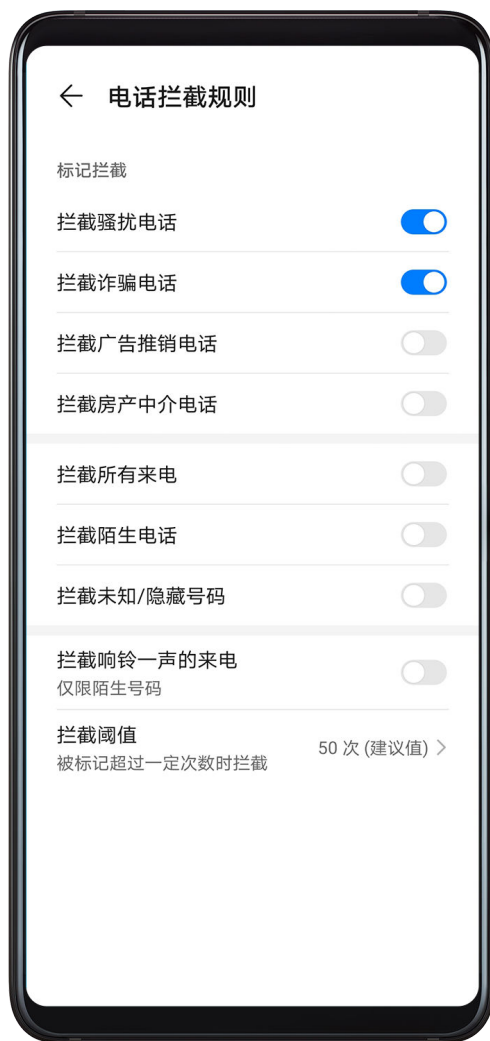 电话拦截规则
标记拦截
拦截骚扰电话
拦截诈骗电话
拦截广告推销电话
拦截房产中介电话
拦截所有来电
拦截陌生电话
拦截未知/隐藏号码
拦截响铃一声的来电
仅限陌生号码
拦截阈值
50 次 (建议值)
被标记超过一定次数时拦截